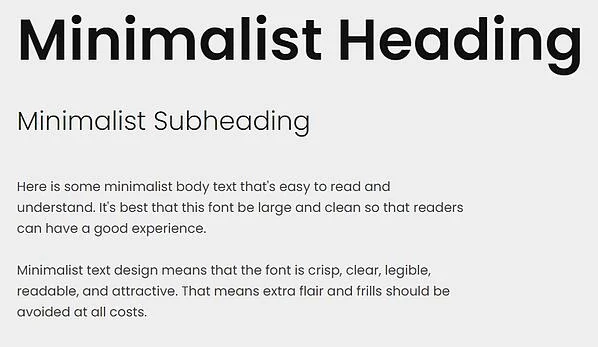 Minimalist Heading
Minimalist Subheading
Here is some minimalist body text that's easy to read and
understand. It's best that this font be large and clean so that readers
can have a good experience.
Minimalist text design means that the font is crisp, clear, legible,
readable, and attractive. That means extra flair and frills should be
avoided at all costs.